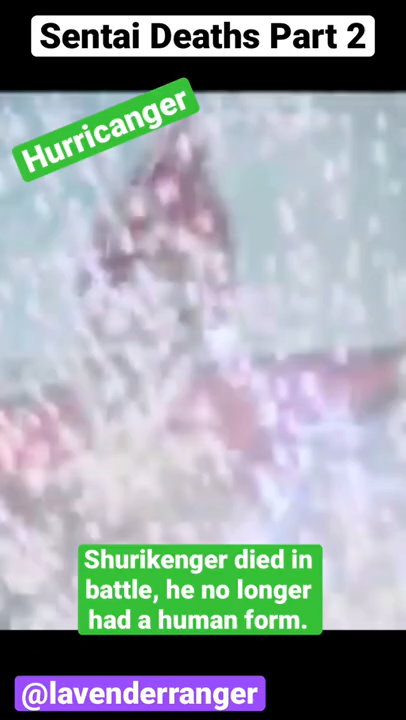 Sentai Deaths Part 2
Hurricanger
Shurikenger died in
battle, he no longer
had a human form.
@lavenderranger